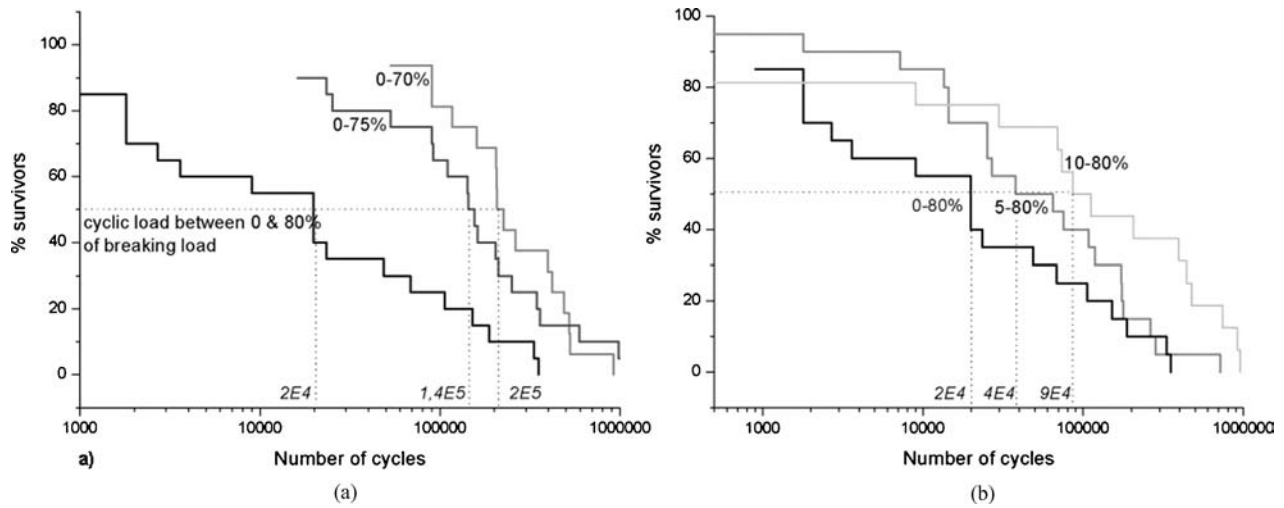 100
80
60
40
20
0
% survivors
0-70%
0-75%
cyclic load between 0 & 80%
of breaking load
2E4
1,4E5
2E5
1000
10000
100000
1000000
a)
Number of cycles
(a)
100
80
60
40
20
0
% survivors
10-80%
0-80%
5-80%
2E4
4E4
9E4
1000
10000
100000
1000000
Number of cycles
(b)